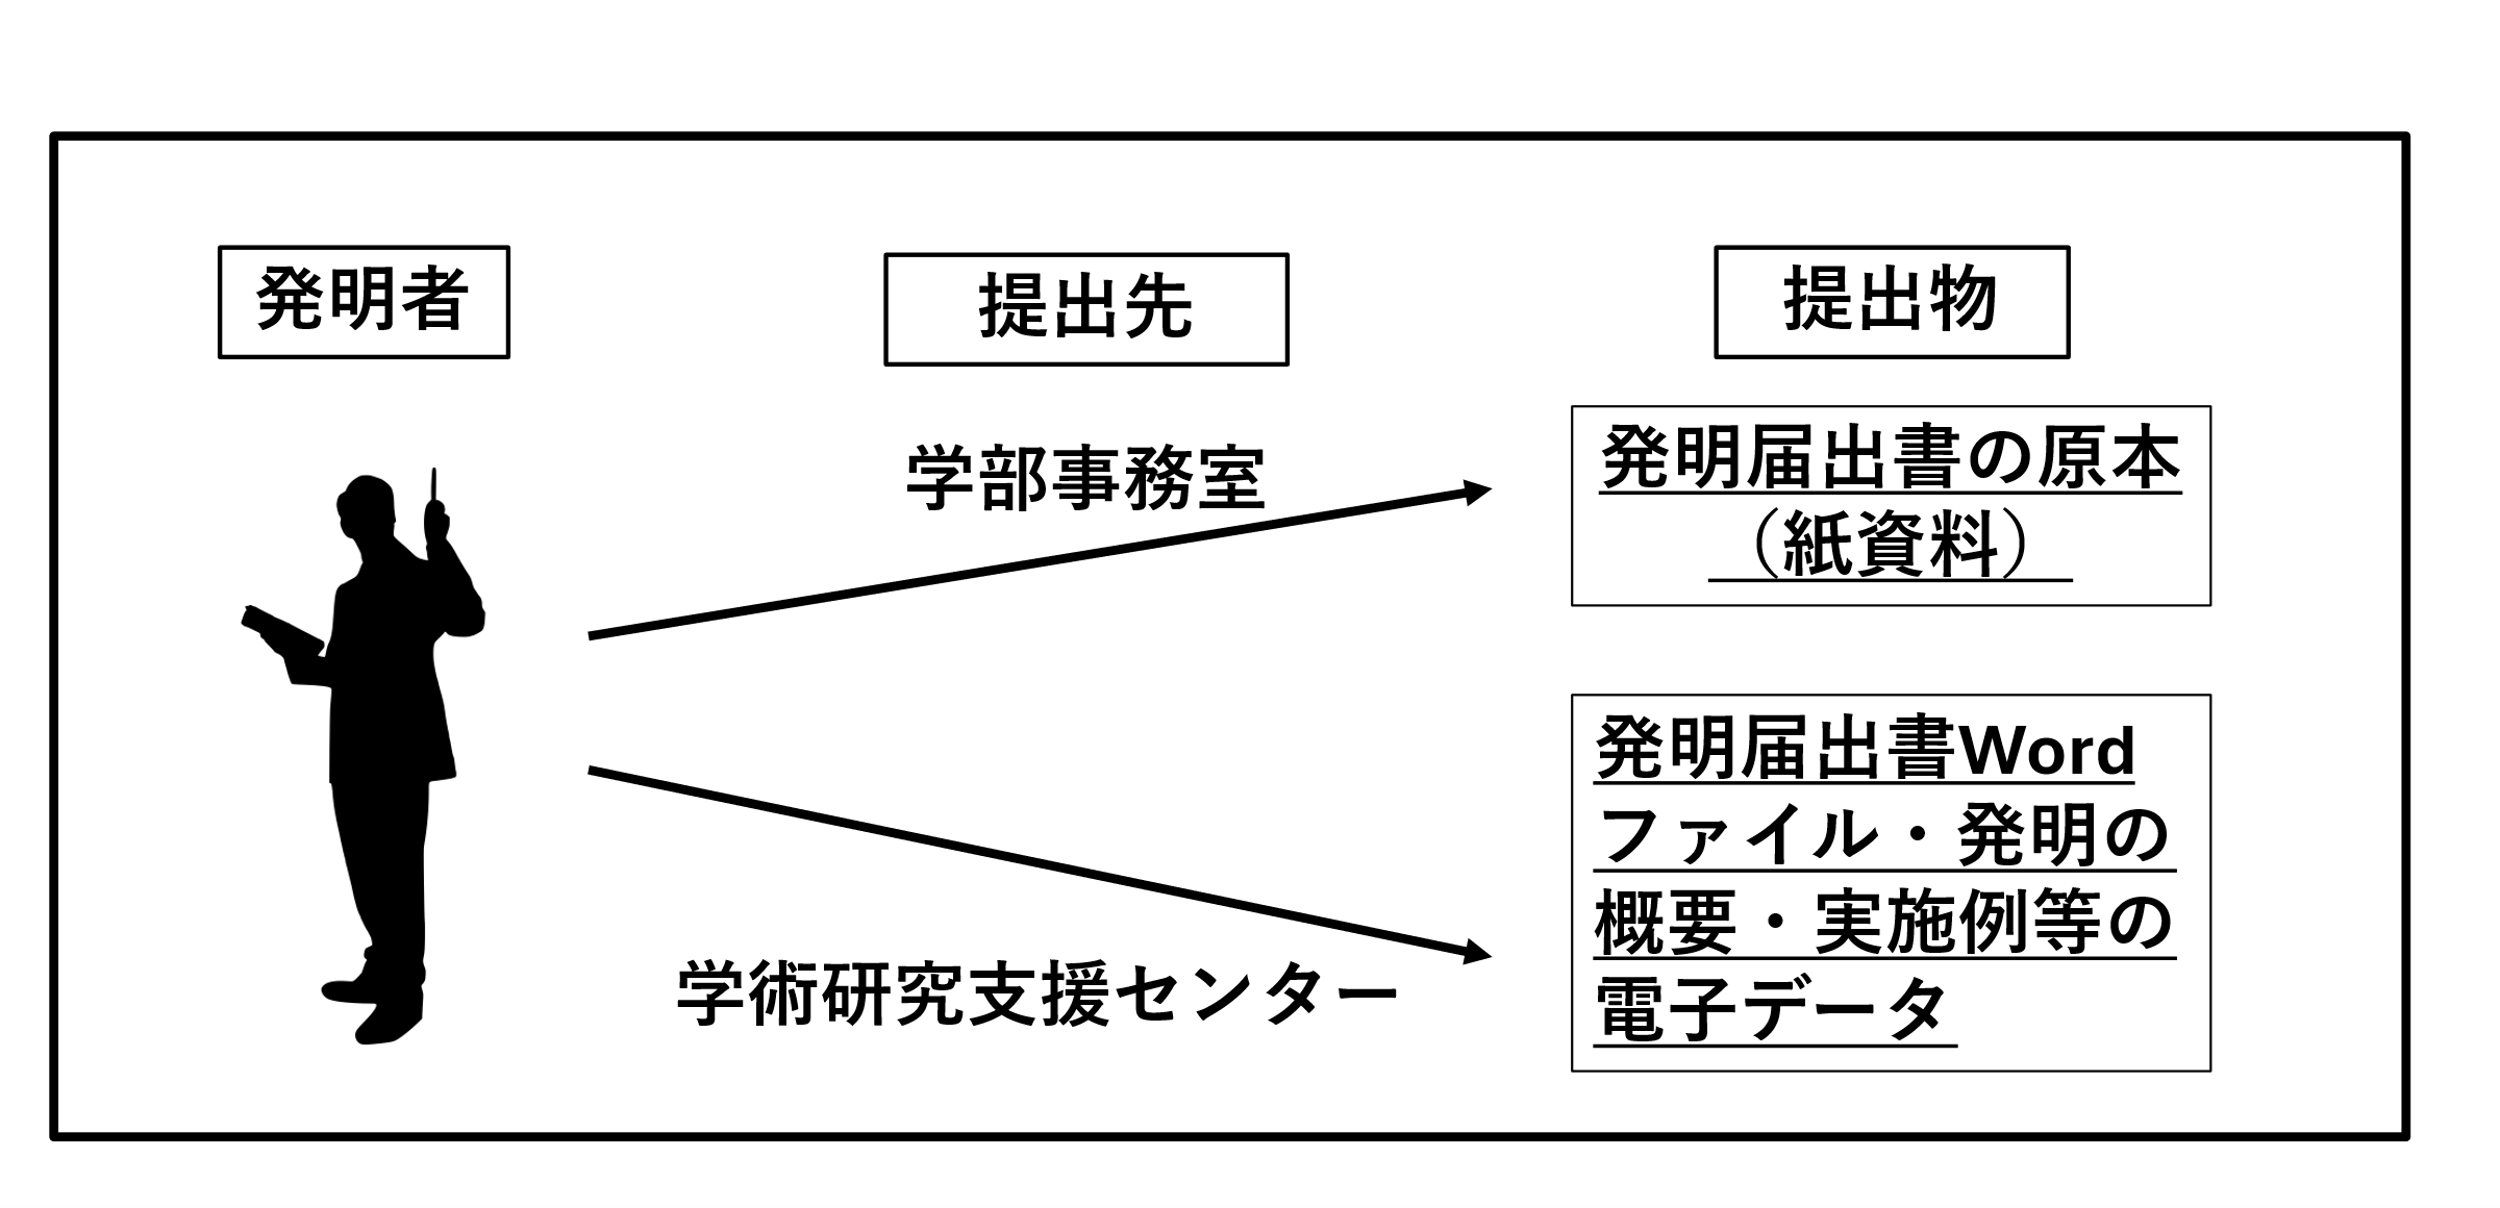 発明者
提出先
提出物
学部事務室
発明届出書の原本
（紙資料）
学術研究支援センター
発明届出書Word
ファイル・発明の
概要・実施例等の
電子データ